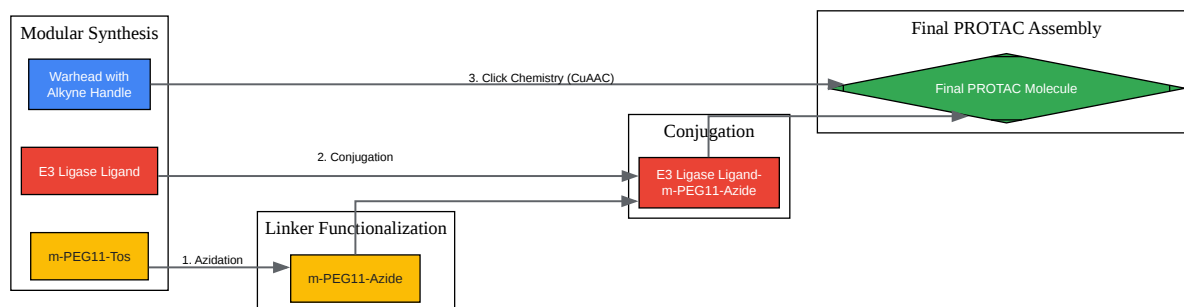 Modular Synthesis
Final PROTAC Assembly
Warhead with
Alkyne Handle
3. Click Chemistry (CuAAC)
Final PROTAC Molecule
Conjugation
E3 Ligase Ligand
2. Conjugation
E3 Ligase Ligand-
m-PEG11-Azide
Linker Functionalization
m-PEG11-Tos
1. Azidation
m-PEG11-Azide